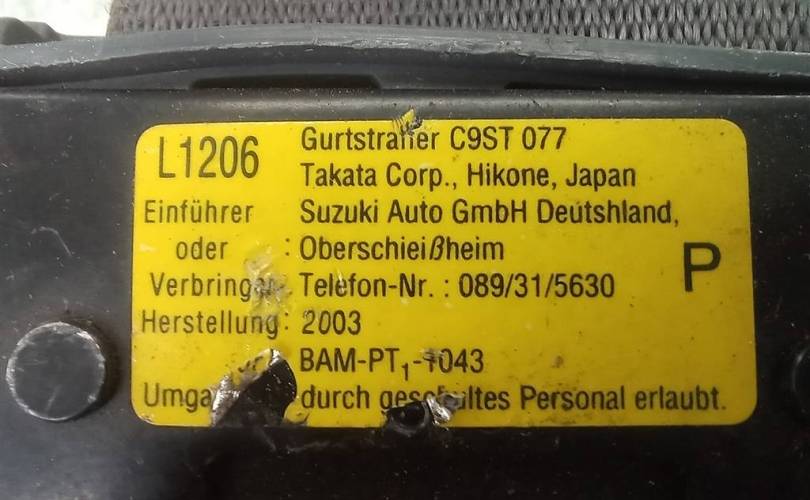 L1206
Gurtstraffer C9ST 077
Takata Corp., Hikone, Japan
Einführer Suzuki Auto GmbH Deutshland,
oder : Oberschieißheim
Telefon-Nr. : 089/31/5630
P
Herstellung: 2003
BAM-PT₁-1043
durch geschultes Personal erlaubt.